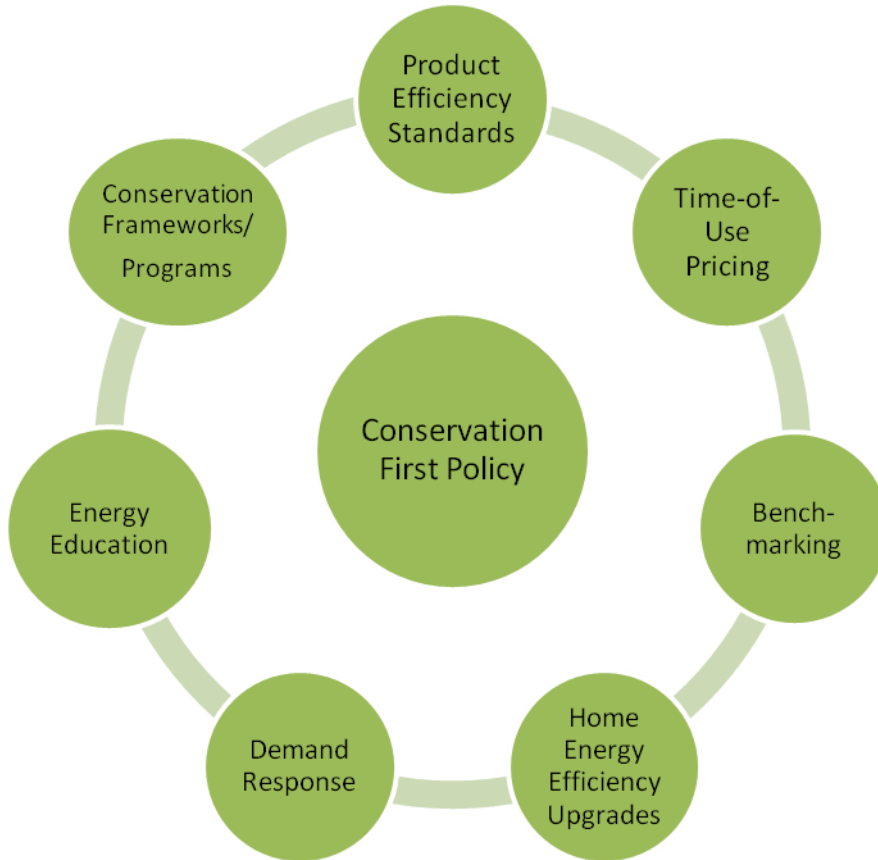 Product
Efficiency
Standards
Time-of-
Use
Pricing
Bench-
marking
Home
Energy
Efficiency
Upgrades
Demand
Response
Energy
Education
Conservation
Frameworks/
Programs
Conservation
First Policy